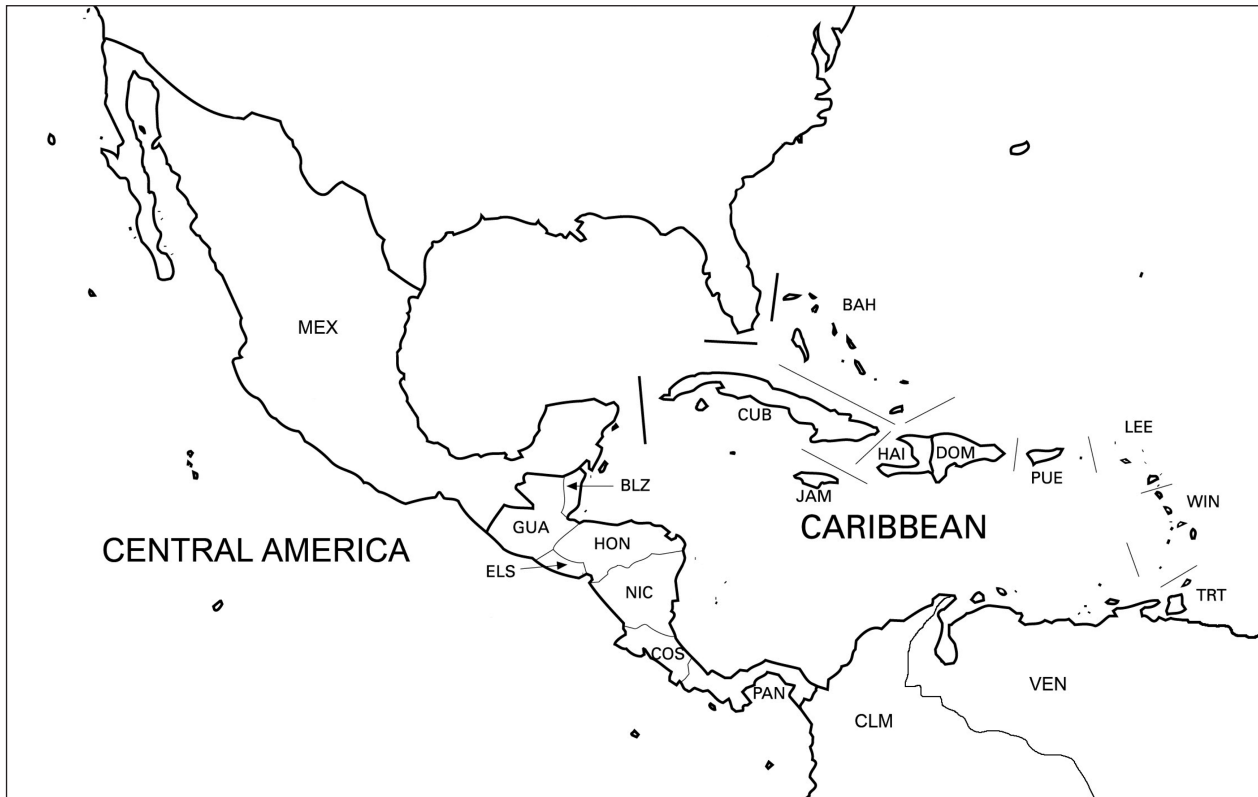 BAH
MEX
CUB
LEE
HAI
DOM
PUE
BLZ
JAM
WIN
GUA
CARIBBEAN
HON
CENTRAL AMERICA
ELS
NIC
TRT
COS
VEN
PAN
CLM